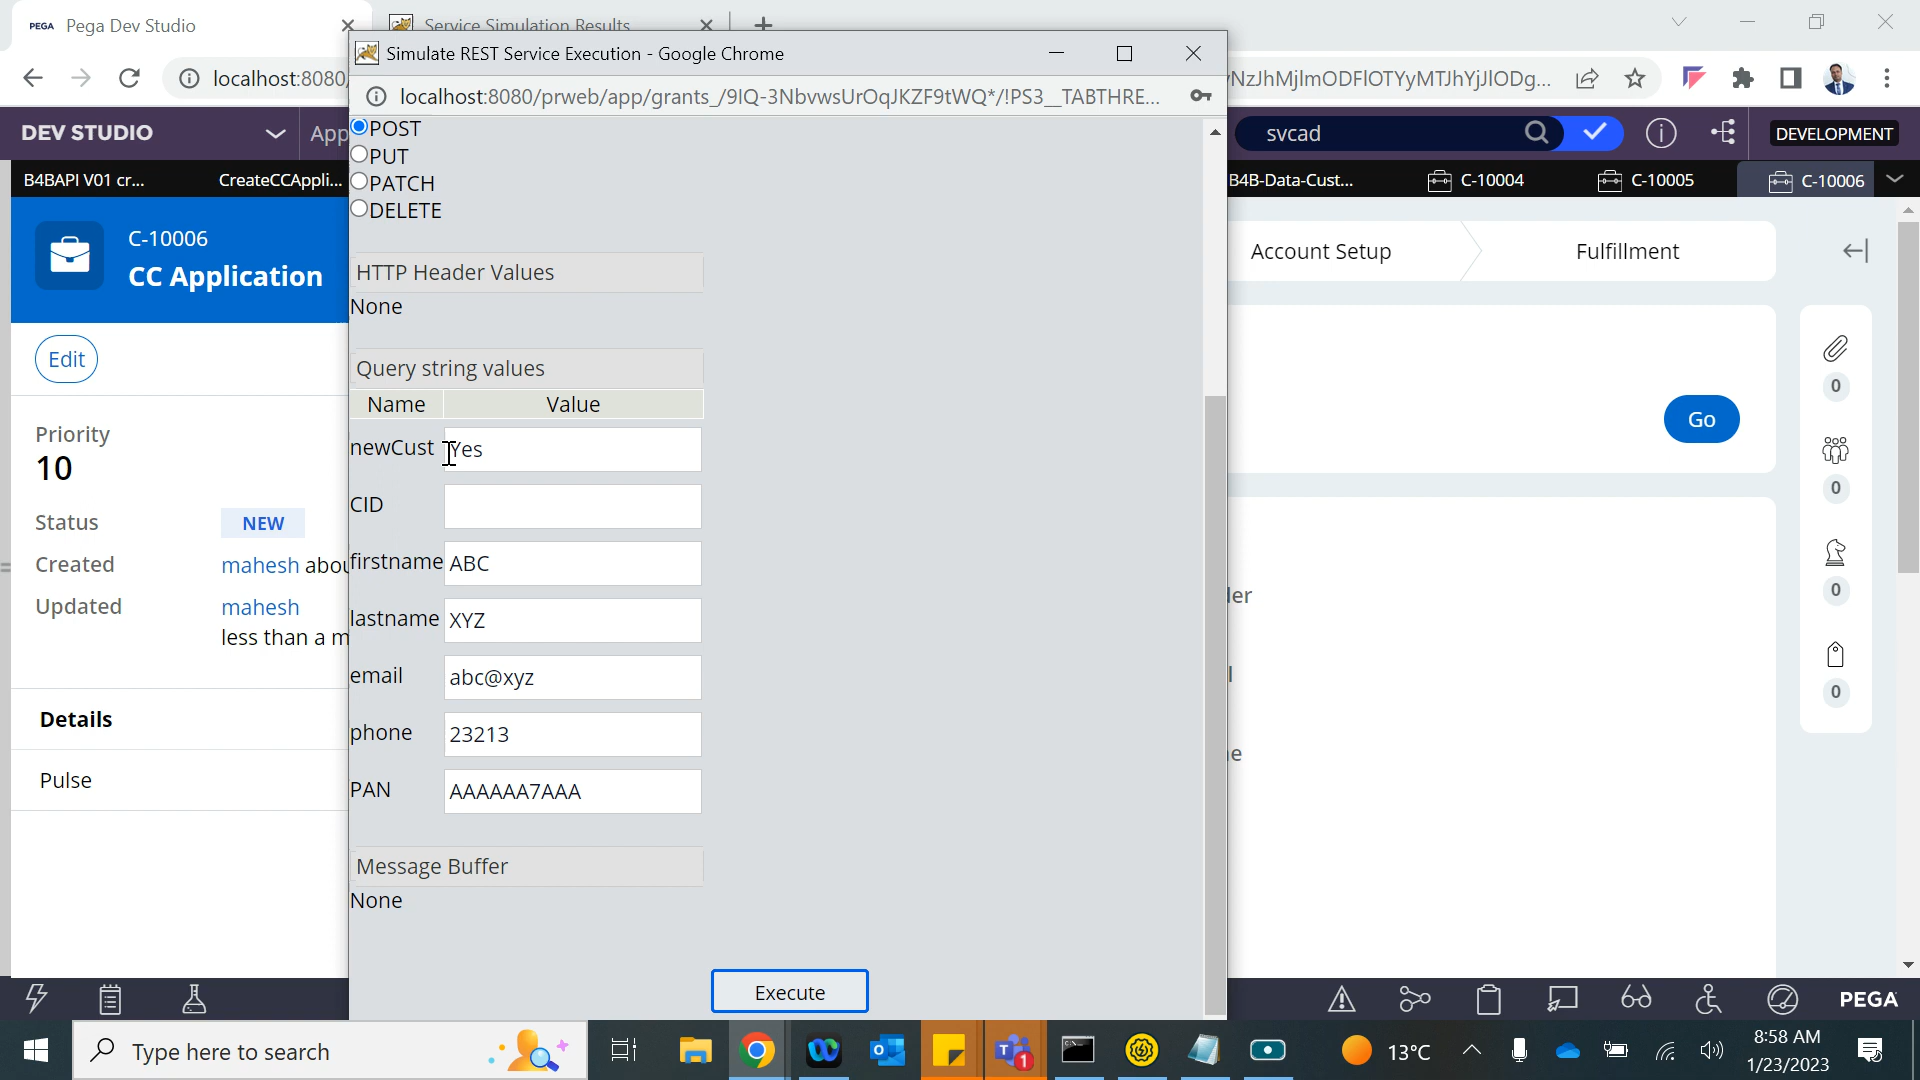 PEGA Pega Dev Studio
Service Simulation Results
Simulate REST Service Execution - Google Chrome
localhost:8080/
localhost:8080/prweb/app/grants_/9IQ-3NbvwsUrOqJKZF9tWQ*/!PS3__TABTHRE...
DEV STUDIO
App
svcad
DEVELOPMENT
B4BAPI V01 cr...
CreateCCAppli...
B4B-Data-Cust...
C-10004
C-10005
C-10006
C-10006
CC Application
Edit
Priority
10
Status
NEW
Created
mahesh abou
Updated
mahesh
less than a m
Details
Pulse
POST
PUT
PATCH
DELETE
HTTP Header Values
None
Query string values
Name
Value
newCust
Yes
CID
firstname
ABC
lastname
XYZ
email
abc@xyz
phone
23213
PAN
AAAAAA7AAA
Message Buffer
None
Execute
Account Setup
Fulfillment
Go
0
0
0
0
PEGA
Type here to search
1
13°C
8:58 AM
1/23/2023